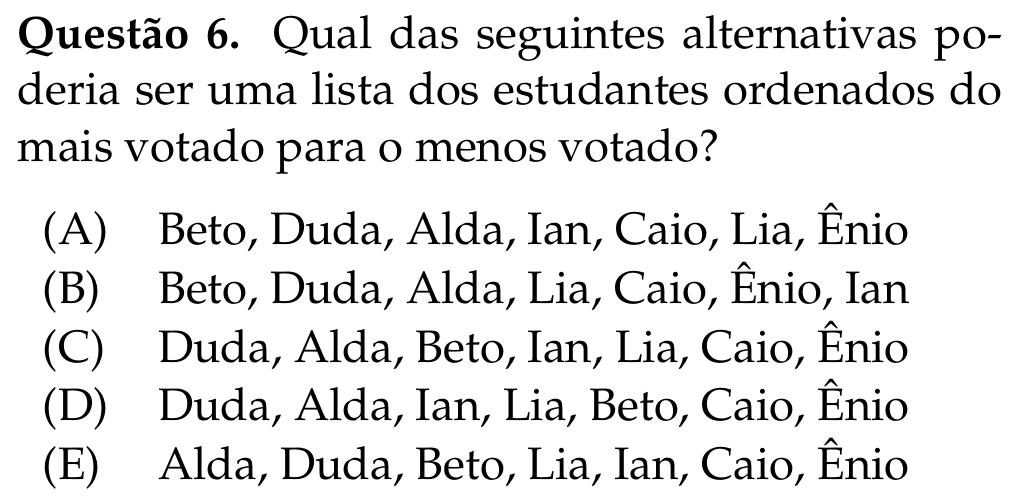 Questão 6. Qual das seguintes alternativas po-
deria ser uma lista dos estudantes ordenados do
mais votado para o menos votado?
(A) Beto, Duda, Alda, Ian, Caio, Lia, Ênio
(B) Beto, Duda, Alda, Lia, Caio, Ênio, Ian
(C) Duda, Alda, Beto, Ian, Lia, Caio, Ênio
(D) Duda, Alda, Ian, Lia, Beto, Caio, Ênio
(E) Alda, Duda, Beto, Lia, Ian, Caio, Ênio